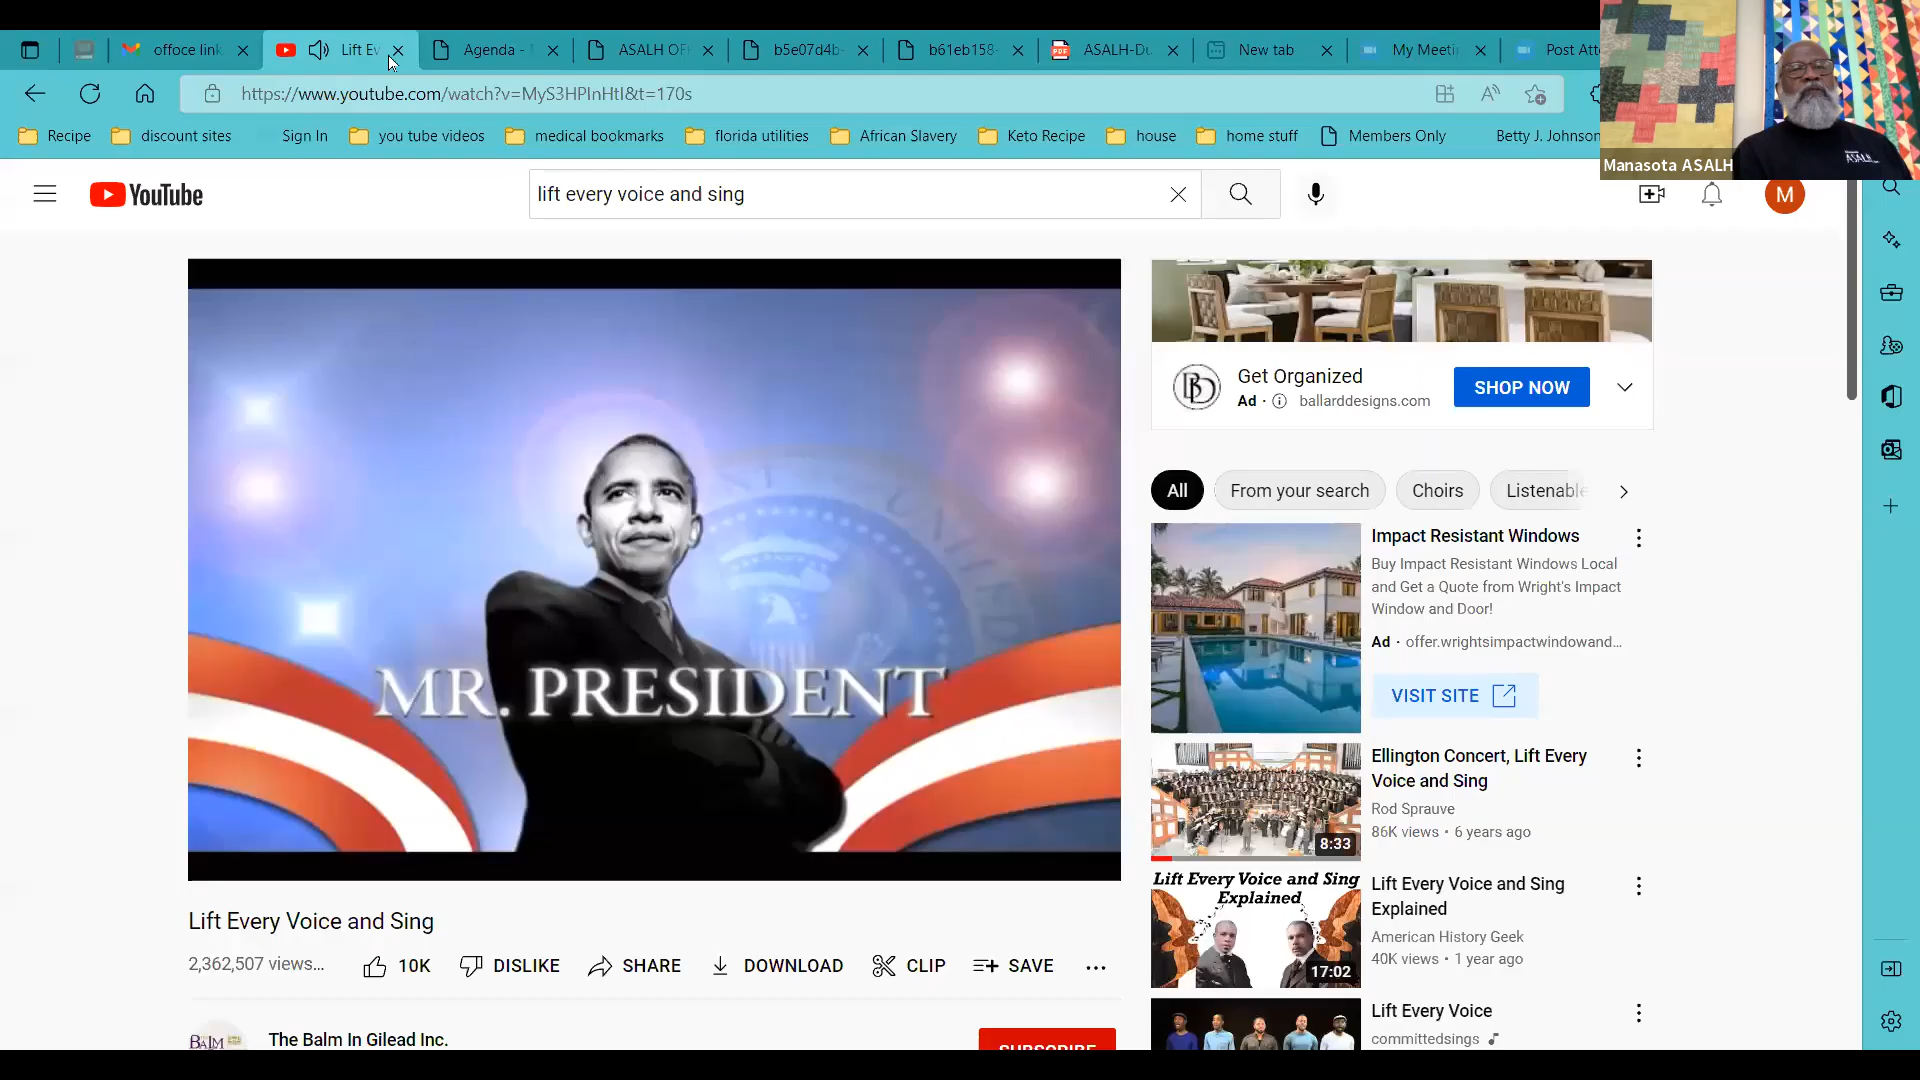 offoce link
Lift Ev
Agenda -
ASALH OF
b5e07d4b-
b61eb158-
ASALH-Du
New tab
My Meeti
Post Att
https://www.youtube.com/watch?v=MyS3HPInHtI&t=170s
Recipe
discount sites
Sign In
you tube videos
medical bookmarks
florida utilities
African Slavery
Keto Recipe
house
home stuff
Members Only
Betty J. Johnson
ASALH
Manasota ASALH
YouTube
lift every voice and sing
M
MR. PRESIDENT
Get Organized
Ad · ballarddesigns.com
SHOP NOW
All
From your search
Choirs
Listenable
Impact Resistant Windows
Buy Impact Resistant Windows Local
and Get a Quote from Wright's Impact
Window and Door!
Ad · offer.wrightsimpactwindowand...
VISIT SITE
8:33
Ellington Concert, Lift Every
Voice and Sing
Rod Sprauve
86K views • 6 years ago
Lift Every Voice and Sing
Explained
17:02
Lift Every Voice and Sing
Explained
American History Geek
40K views • 1 year ago
Lift Every Voice
committedsings
Lift Every Voice and Sing
2,362,507 views...
10K
DISLIKE
SHARE
DOWNLOAD
CLIP
SAVE
BALM
The Balm In Gilead Inc.
SUBSCRIBE